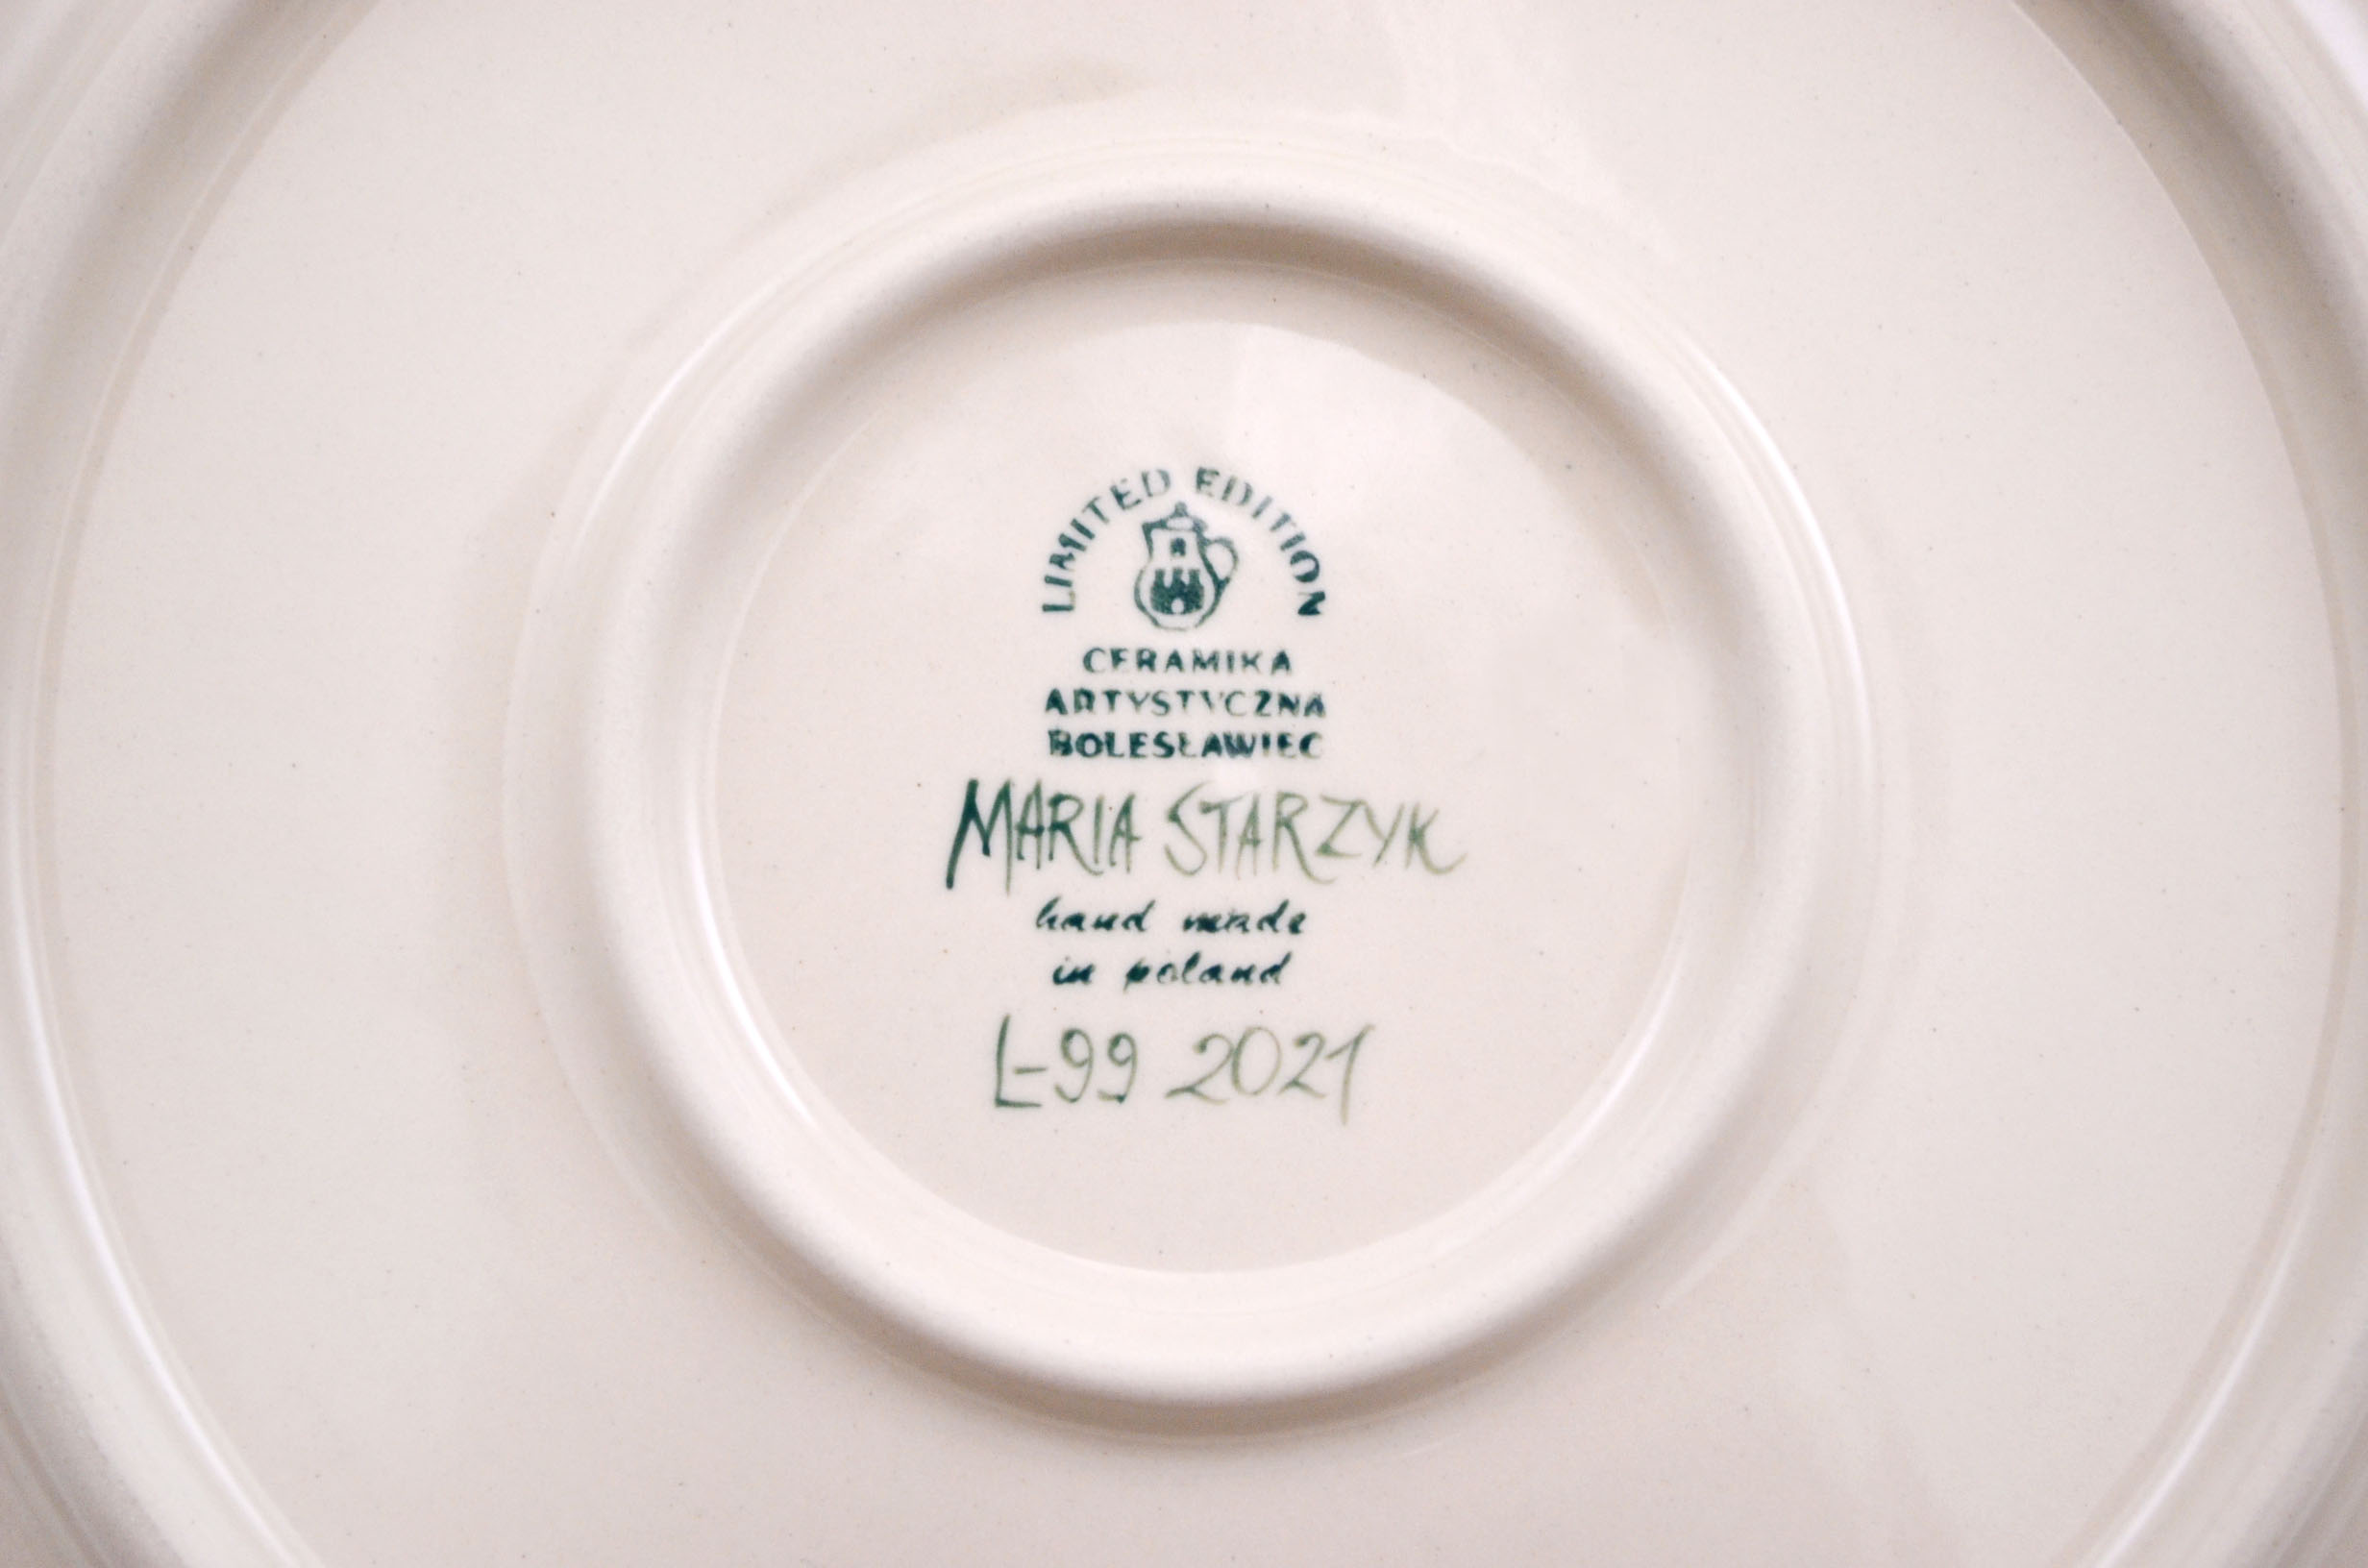 LIMITED EDITION
CERAMIKA
ARTYSTYCZNA
BOLESŁAWIEC
MARIA STARZYK
hand made
in poland
L-99 2021